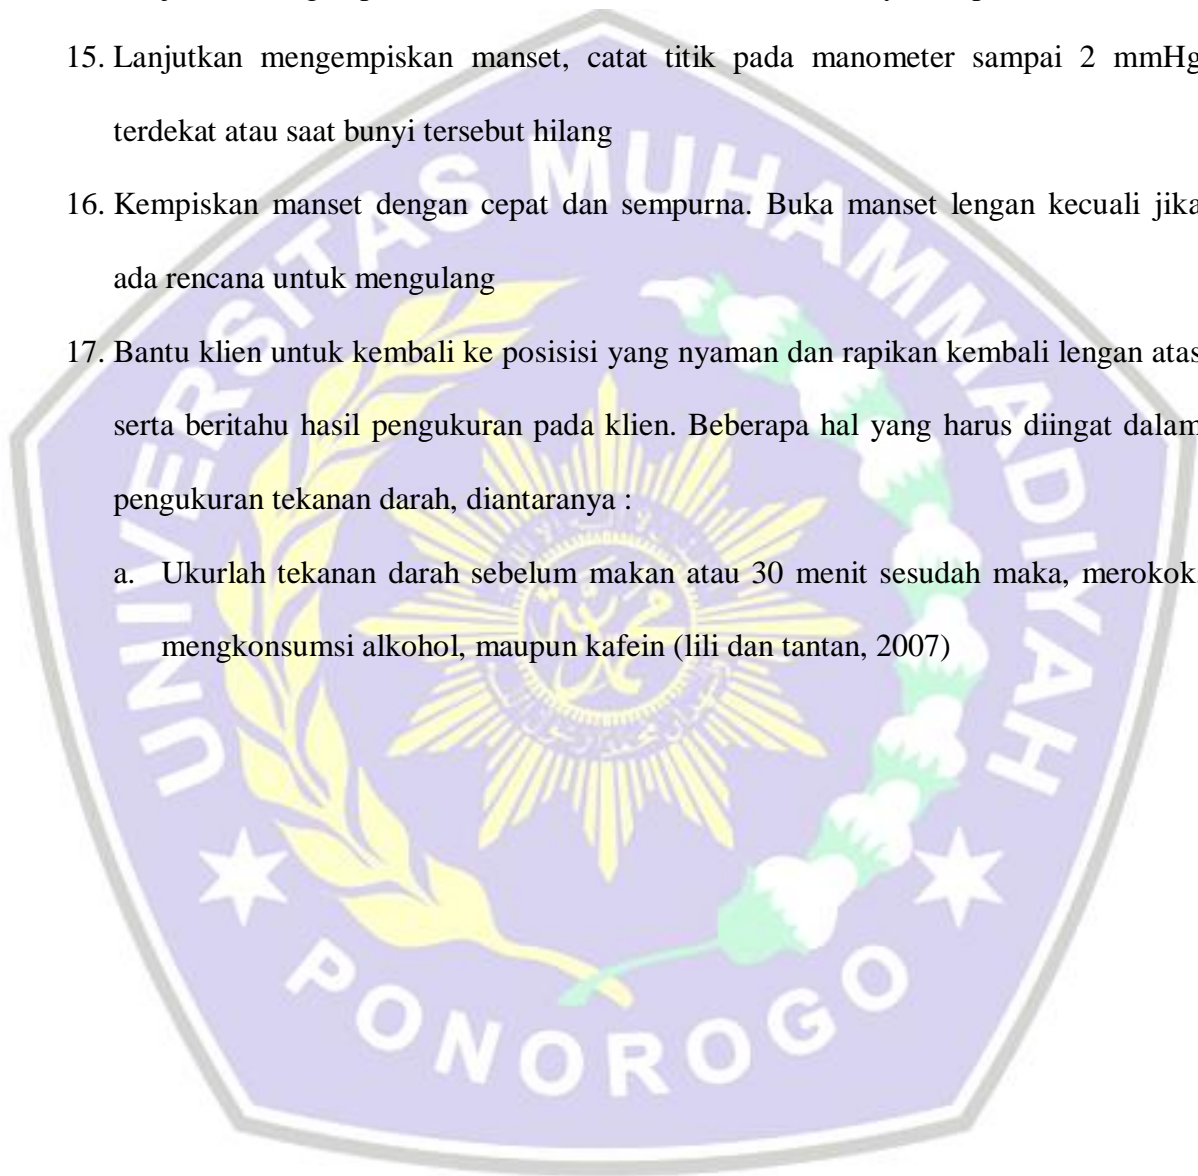 15. Lanjutkan mengempiskan manset, catat titik pada manometer sampai 2 mmHg
terdekat atau saat bunyi tersebut hilang
16. Kempiskan manset dengan cepat dan sempurna. Buka manset lengan kecuali jika
ada rencana untuk mengulang
17. Bantu klien untuk kembali ke posisisi yang nyaman dan rapikan kembali lengan atas
serta beritahu hasil pengukuran pada klien. Beberapa hal yang harus diingat dalam
pengukuran tekanan darah, diantaranya :
a. Ukurlah tekanan darah sebelum makan atau 30 menit sesudah maka, merokok,
mengkonsumsi alkohol, maupun kafein (lili dan tantan, 2007)
UNIVERSITAS MUHAMMADIYAH
PONOROGO